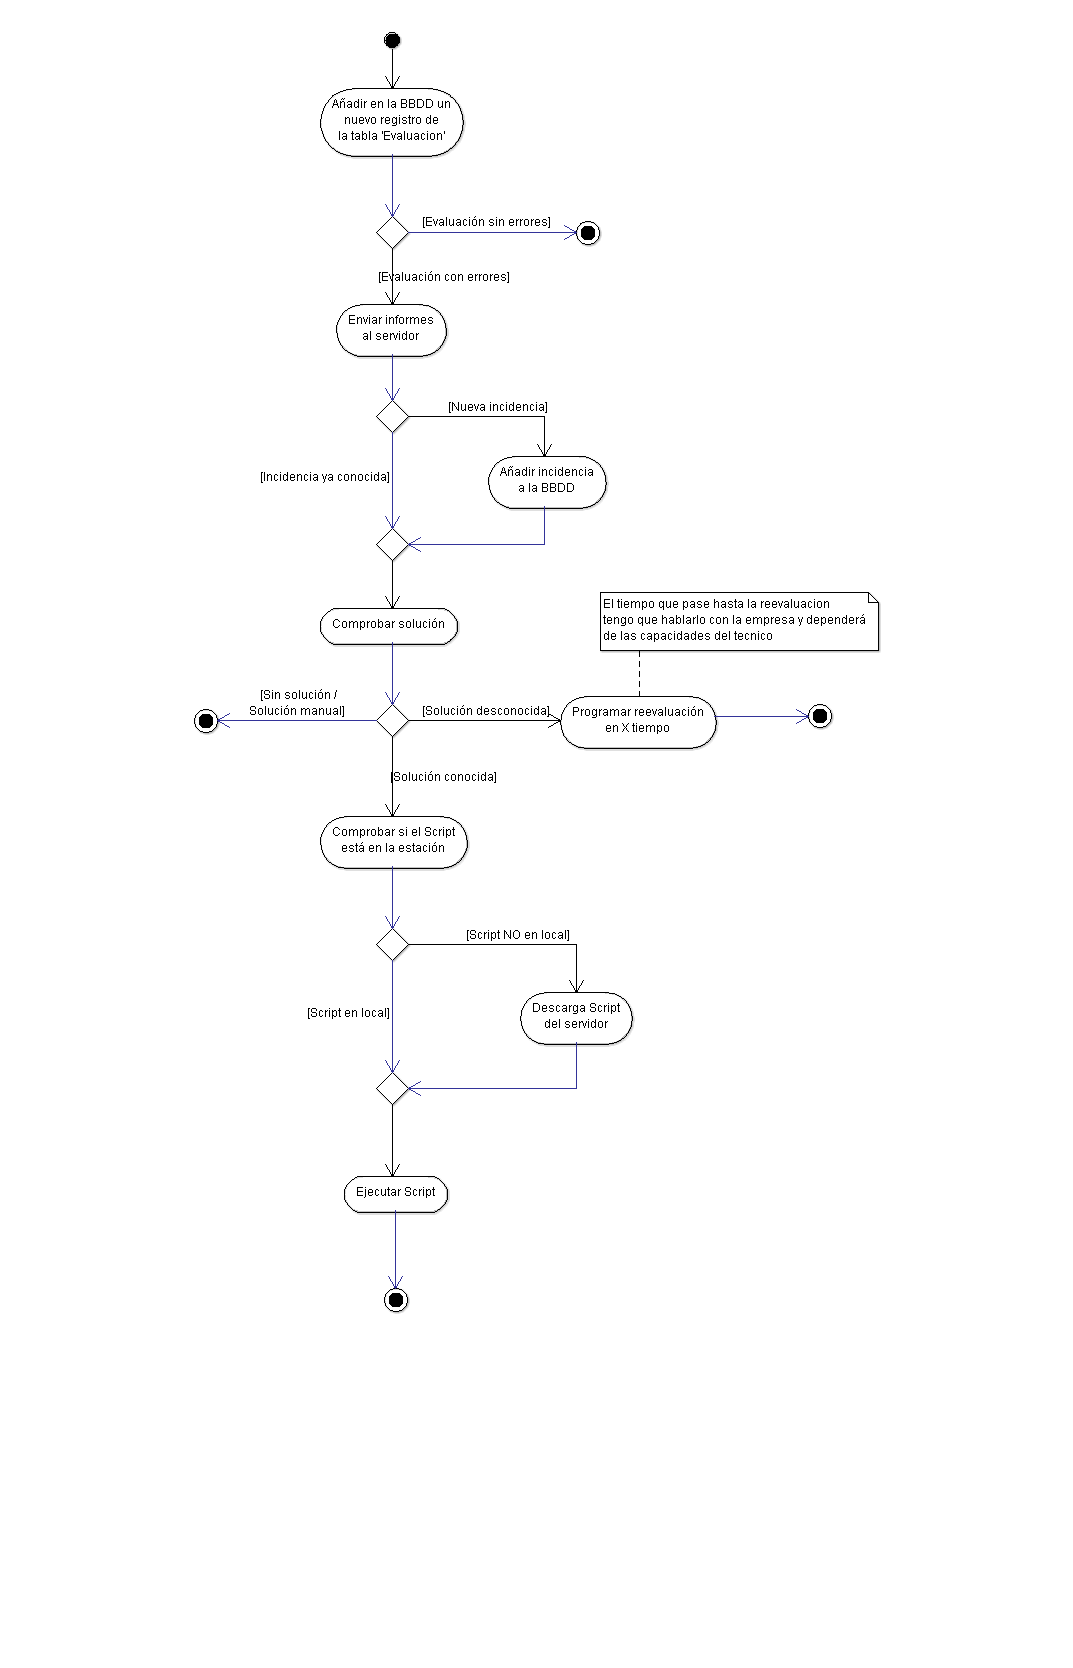 Añadir en la BBDD un
nuevo registro de
la tabla 'Evaluacion'
[Evaluación sin errores]
[Evaluación con errores]
Enviar informes
al servidor
[Nueva incidencia]
[Incidencia ya conocida]
Añadir incidencia
a la BBDD
El tiempo que pase hasta la reevaluacion
tengo que hablarlo con la empresa y dependerá
de las capacidades del tecnico
Comprobar solución
[Sin solución /
Solución manual]
[Solución desconocida]
Programar reevaluación
en X tiempo
[Solución conocida]
Comprobar si el Script
está en la estación
[Script NO en local]
[Script en local]
Descarga Script
del servidor
Ejecutar Script